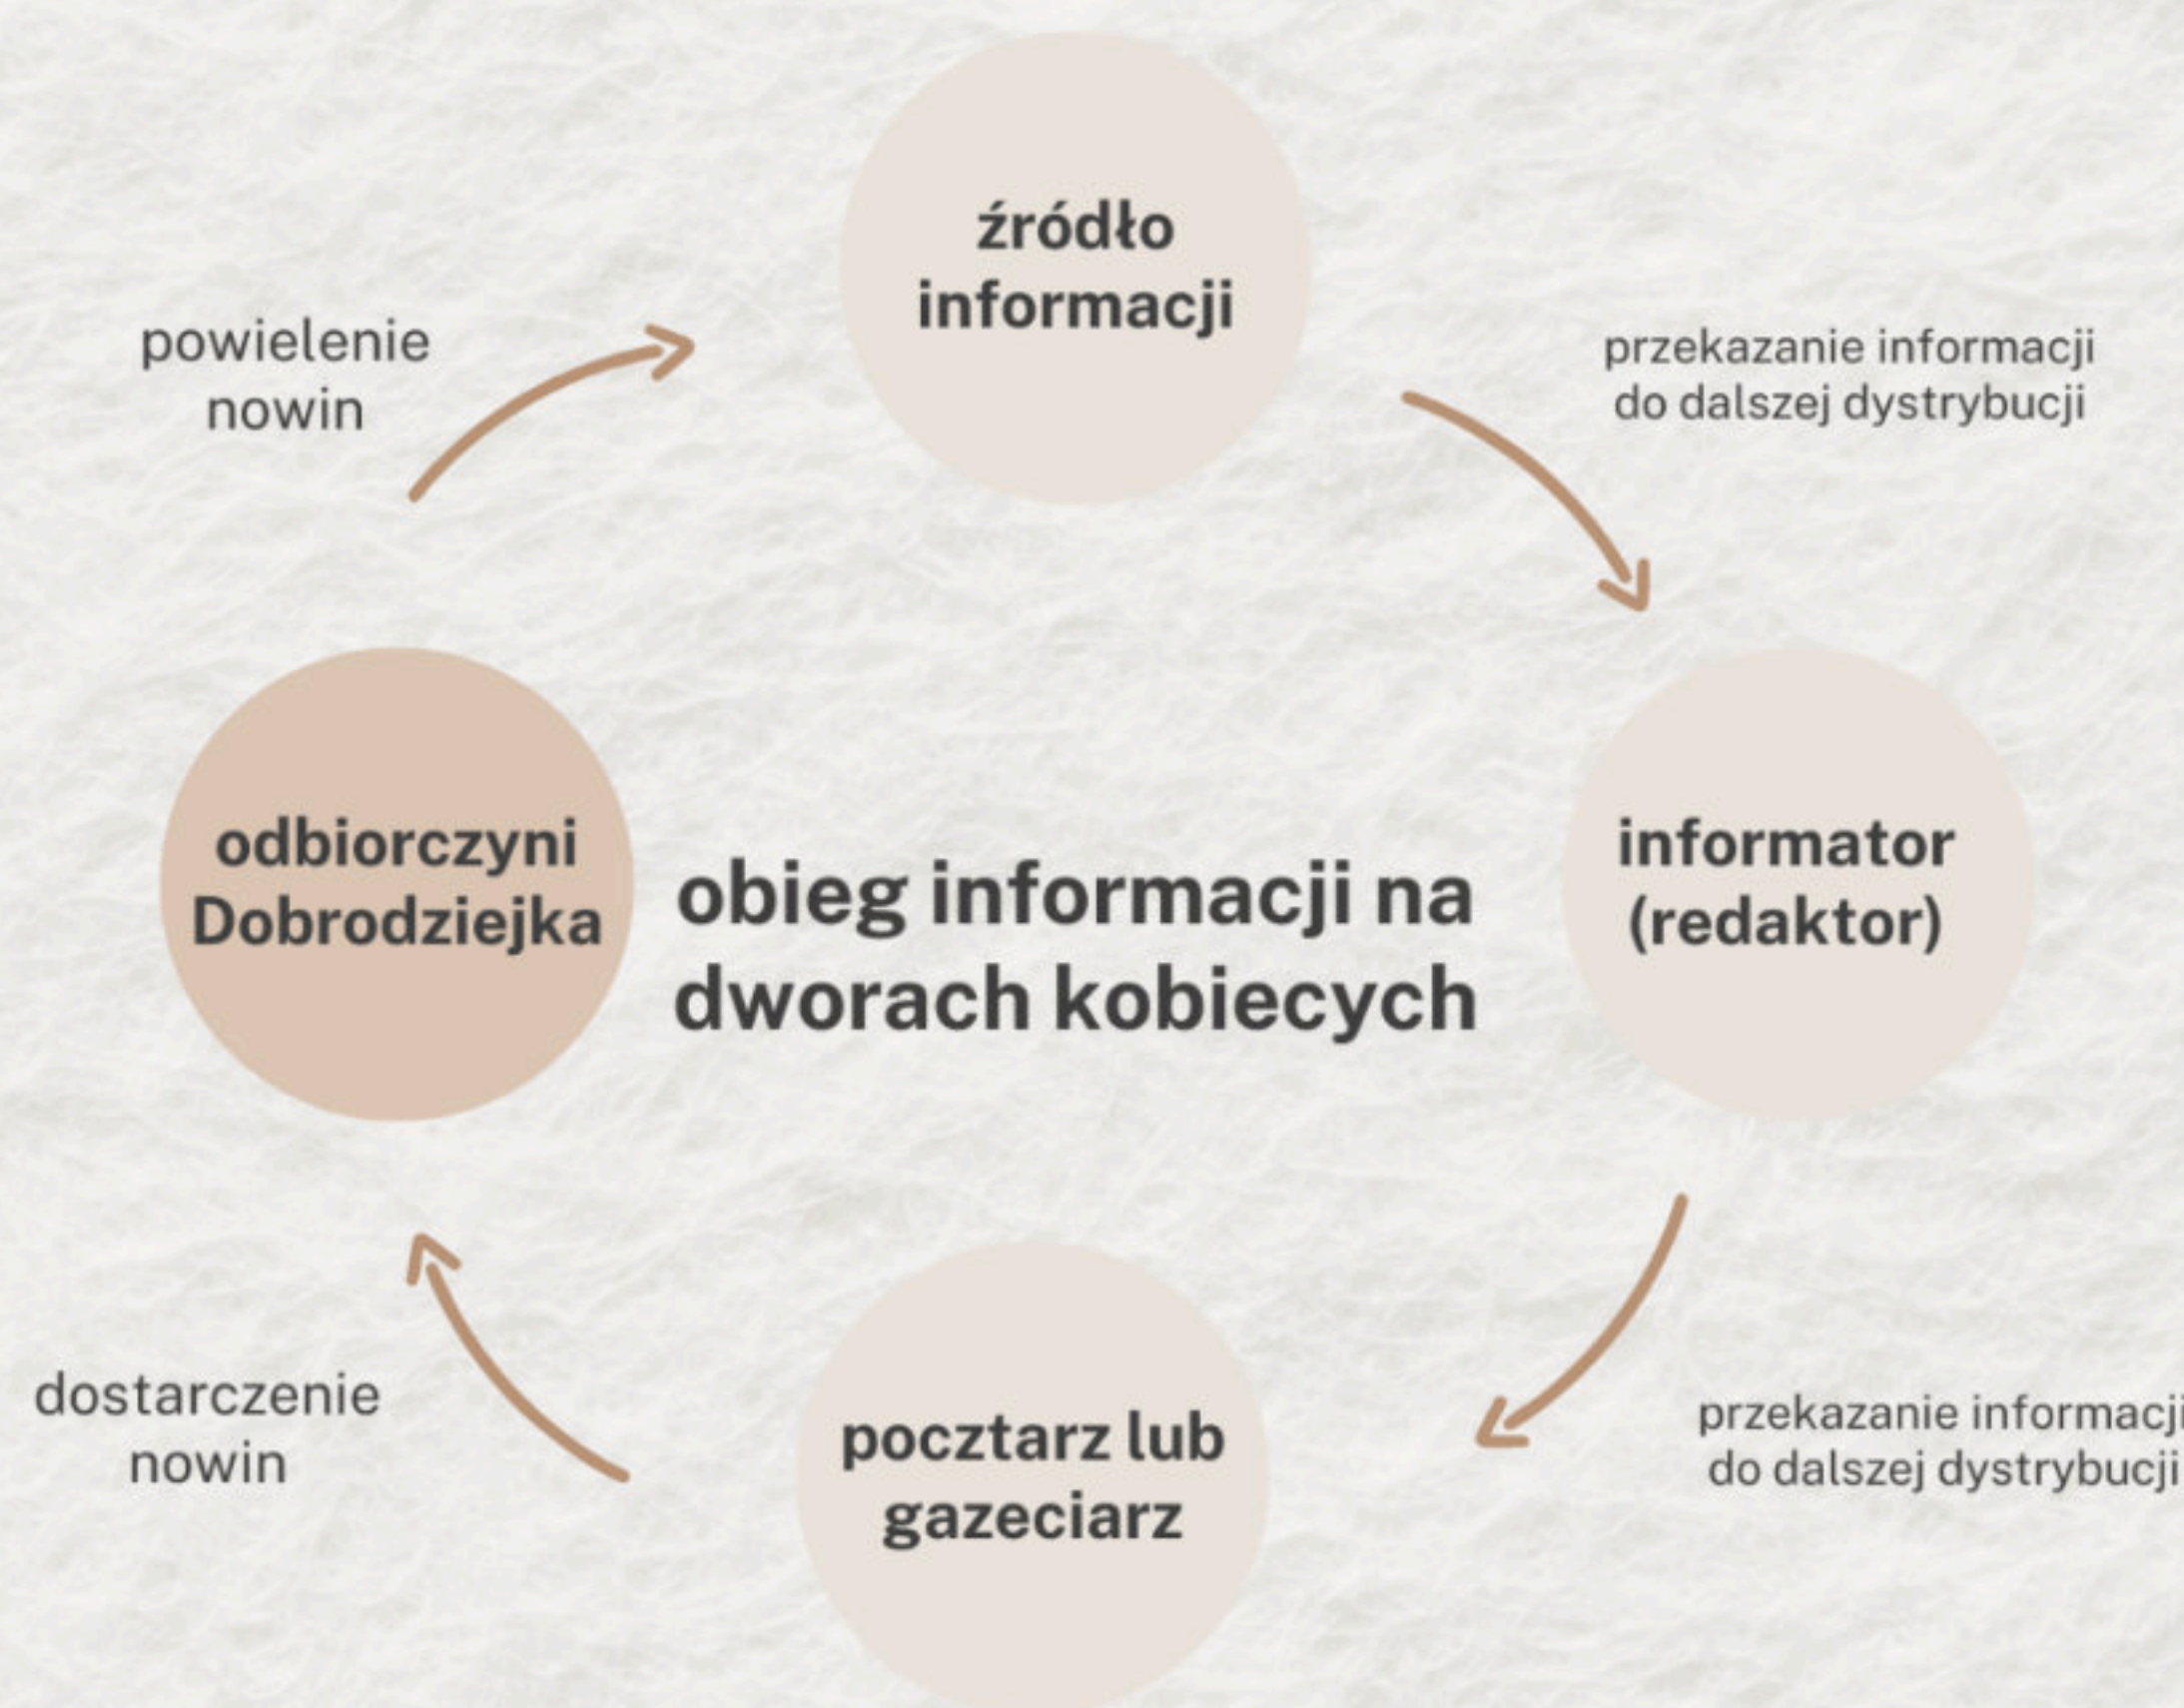 źródło
informacji
powielenie
nowin
przekazanie informacji
do dalszej dystrybucji
odbiorczyni
Dobrodziejka
obieg informacji na
dworach kobiecych
informator
(redaktor)
dostarczenie
nowin
pocztarz lub
gazeciarz
przekazanie informacji
do dalszej dystrybucji